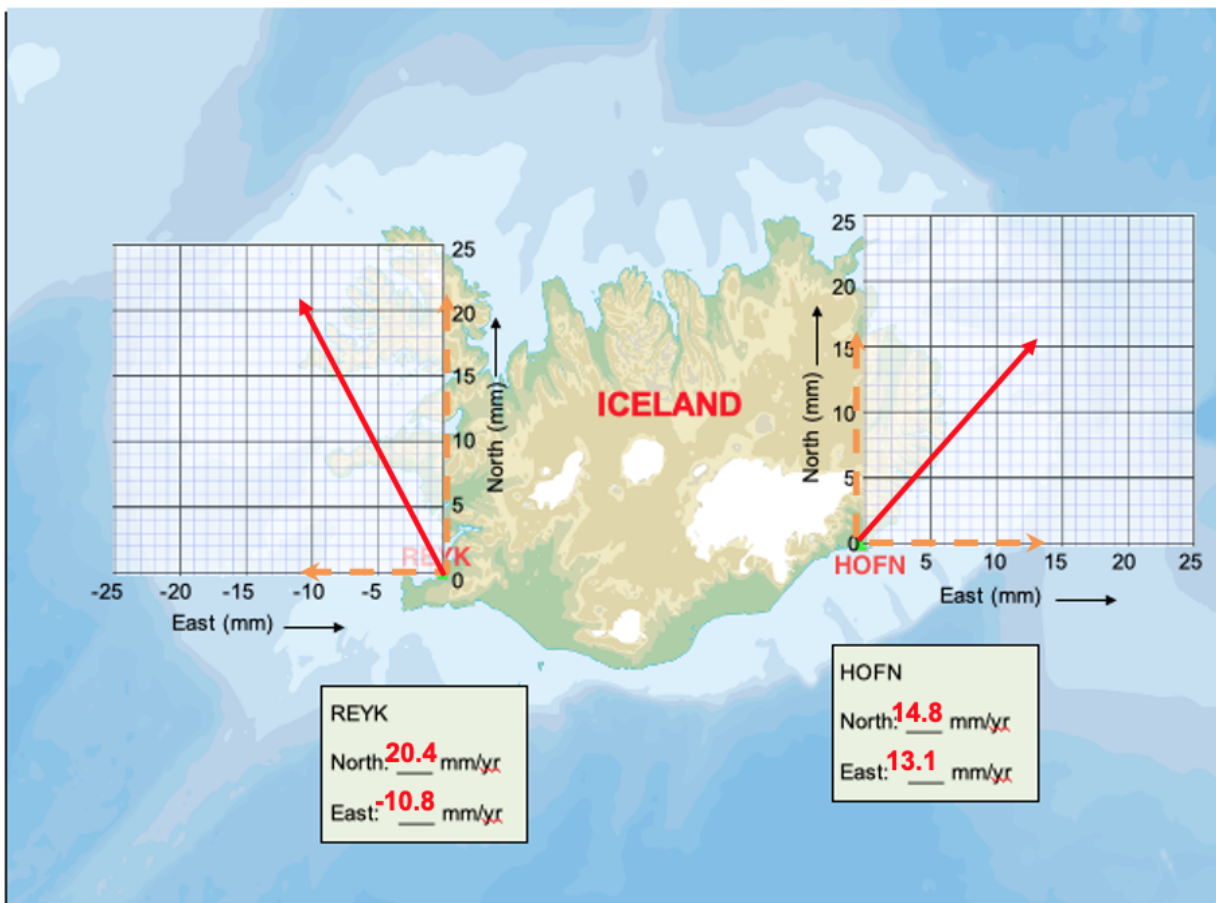 25
20
15
10
5
0
North (mm)
-25 -20 -15 -10 -5
East (mm)
REYK
ICELAND
25
20
15
10
5
0
North (mm)
5 10 15 20 25
East (mm)
HOFN
REYK
North: 20.4 mm/yr
East: -10.8 mm/yr
HOFN
North: 14.8 mm/yr
East: 13.1 mm/yr